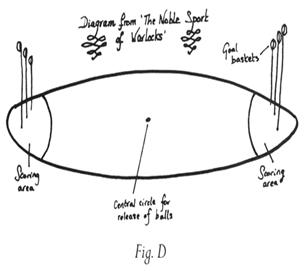 Diagram from 'The Noble Sport
of Warlocks'
Goal
baskets
Scoring
area
Scoring
area
Central circle for
release of balls
Fig. D